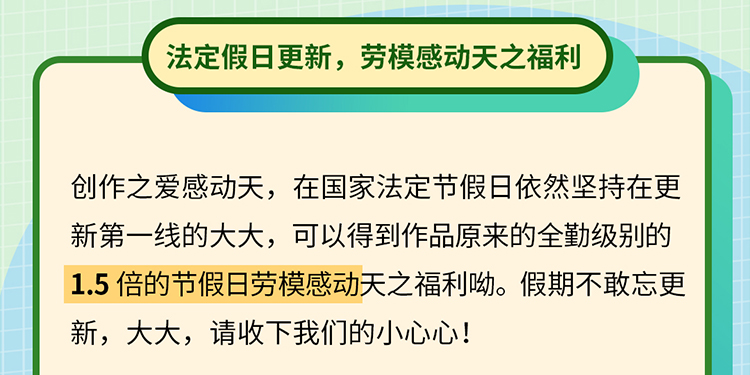 法定假日更新，劳模感动天之福利
创作之爱感动天，在国家法定节假日依然坚持在更
新第一线的大大，可以得到作品原来的全勤级别的
1.5 倍的节假日劳模感动天之福利呦。假期不敢忘更
新，大大，请收下我们的小心心！